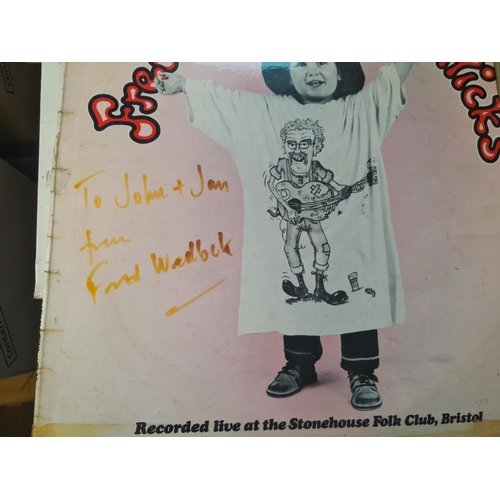 To John + Jan
from
Fred Wedlock
Recorded live at the Stonehouse Folk Club, Bristol